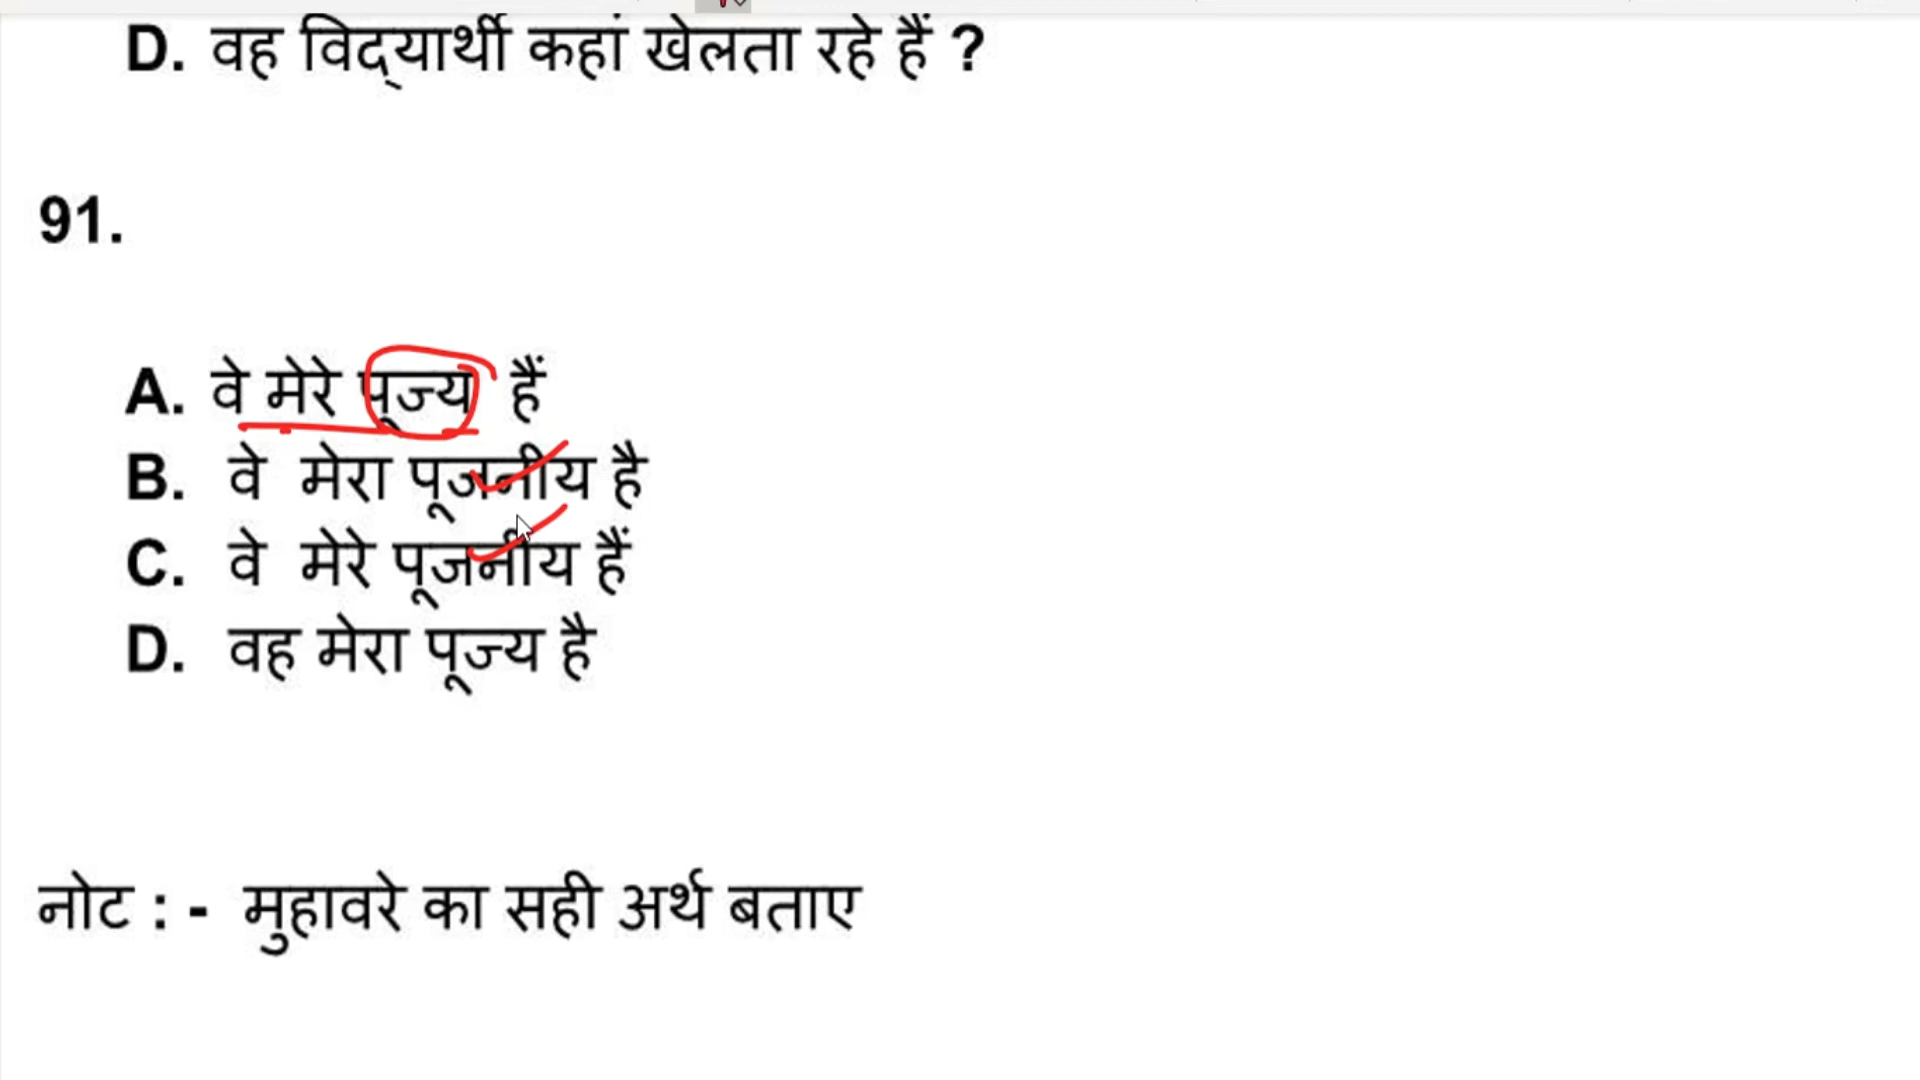 D. वह विद्‌यार्थी कहां खेलता रहे हैं ?
91.
A. वे मेरे पूज्य हैं
B. वे मेरा पूजनीय है
C. वे मेरे पूजनीय हैं
D. वह मेरा पूज्य है
नोट : - मुहावरे का सही अर्थ बताए